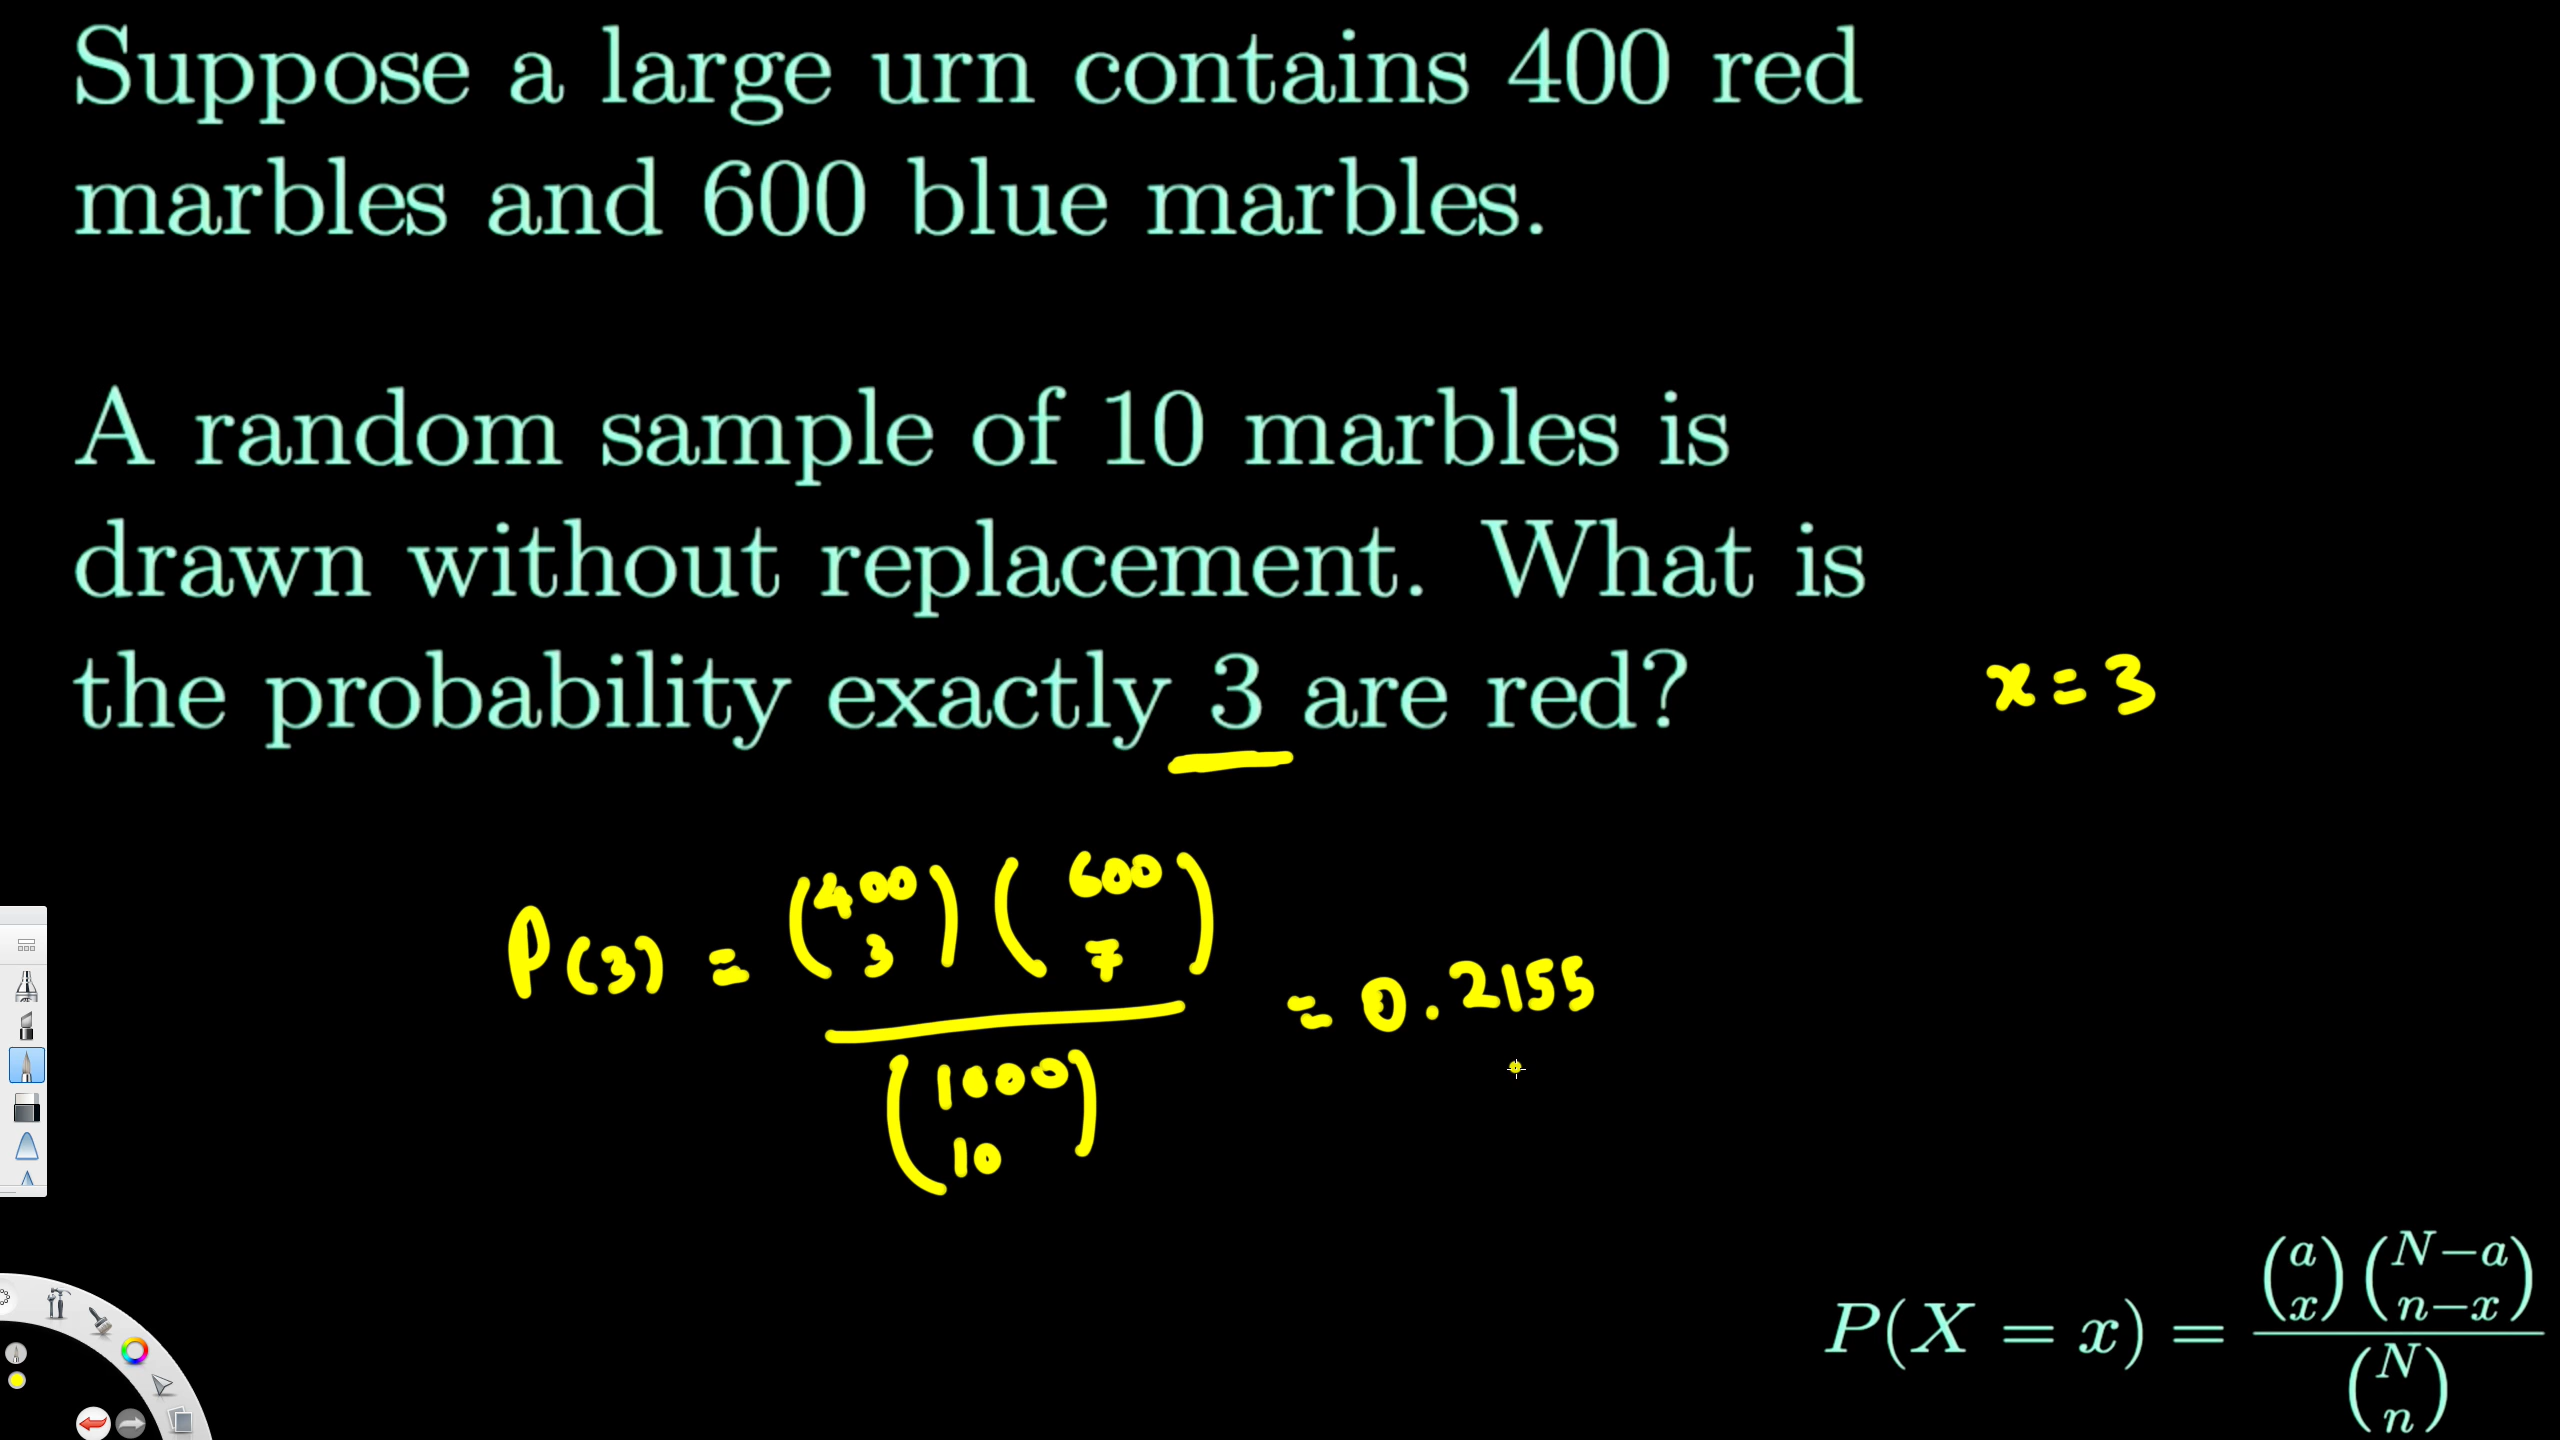 Suppose a large urn contains 400 red
marbles and 600 blue marbles.
A random sample of 10 marbles is
drawn without replacement. What is
the probability exactly 3 are red?
x = 3
P(3) = (400 3) (600 7) / (1000 10) = 0.2155
P(X = x) = (a x) (N−a n−x) / (N n)